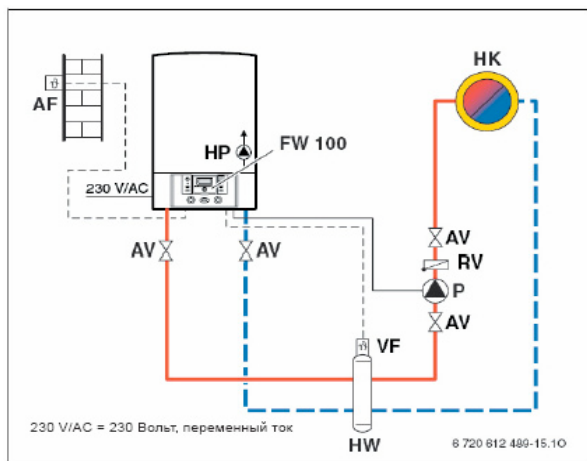 HK
AF
FW 100
HP
230 V/AC
AV
AV
AV
RV
P
AV
VF
HW
230 V/AC = 230 Вольт, переменный ток
6 720 612 489-15.1O